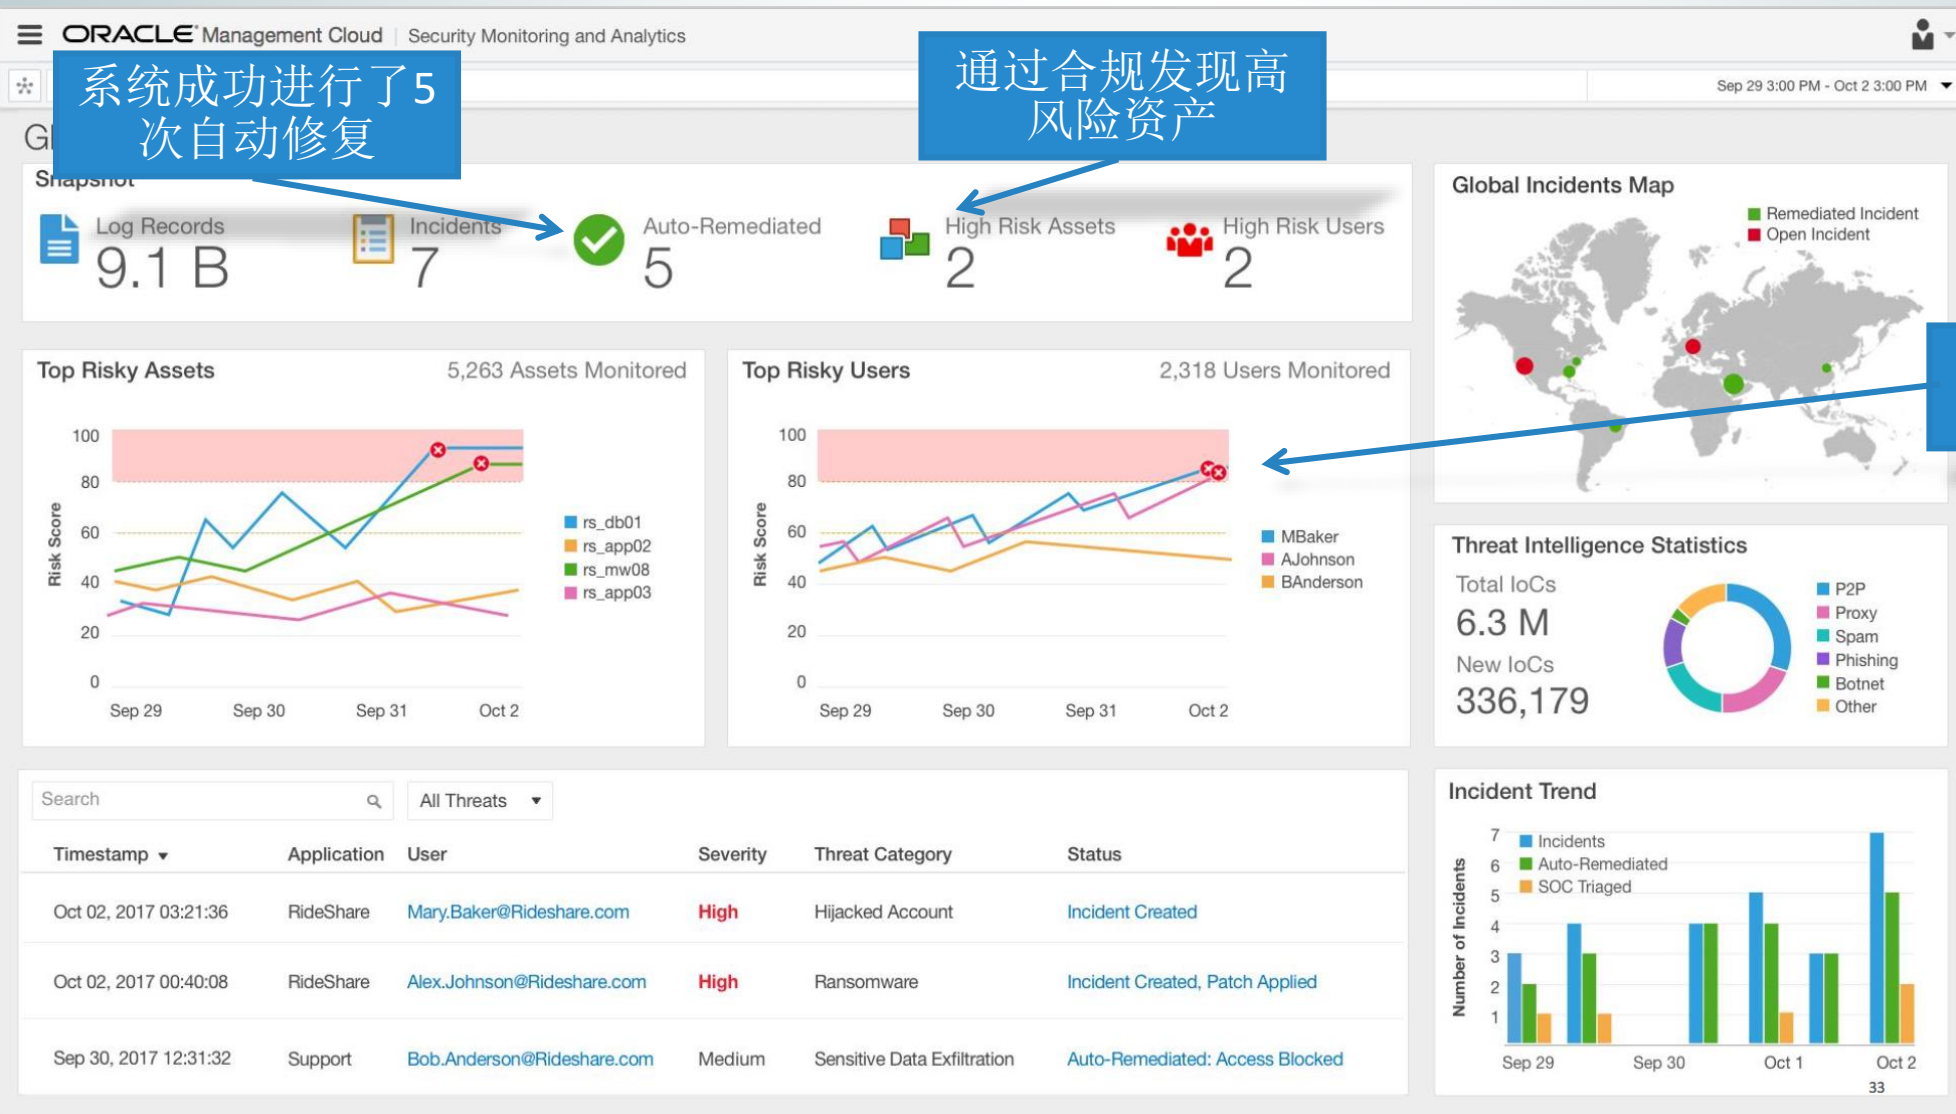 ORACLE Management Cloud | Security Monitoring and Analytics
系统成功进行了5
次自动修复
通过合规发现高
风险资产
Sep 29 3:00 PM - Oct 2 3:00 PM
Snapshot
Log Records
9.1 B
Incidents
7
Auto-Remediated
5
High Risk Assets
2
High Risk Users
2
Global Incidents Map
Remediated Incident
Open Incident
Top Risky Assets
5,263 Assets Monitored
Risk Score
100
80
60
40
20
0
Sep 29 Sep 30 Sep 31 Oct 2
rs_db01
rs_app02
rs_mw08
rs_app03
Top Risky Users
2,318 Users Monitored
Risk Score
100
80
60
40
20
0
Sep 29 Sep 30 Sep 31 Oct 2
MBaker
AJohnson
BAnderson
Threat Intelligence Statistics
Total IoCs
6.3 M
New IoCs
336,179
P2P
Proxy
Spam
Phishing
Botnet
Other
Search
All Threats
Timestamp Application User Severity Threat Category Status
Oct 02, 2017 03:21:36 RideShare Mary.Baker@Rideshare.com High Hijacked Account Incident Created
Oct 02, 2017 00:40:08 RideShare Alex.Johnson@Rideshare.com High Ransomware Incident Created, Patch Applied
Sep 30, 2017 12:31:32 Support Bob.Anderson@Rideshare.com Medium Sensitive Data Exfiltration Auto-Remediated: Access Blocked
Incident Trend
Number of Incidents
7
6
5
4
3
2
1
Incidents
Auto-Remediated
SOC Triaged
Sep 29 Sep 30 Oct 1 Oct 2
33